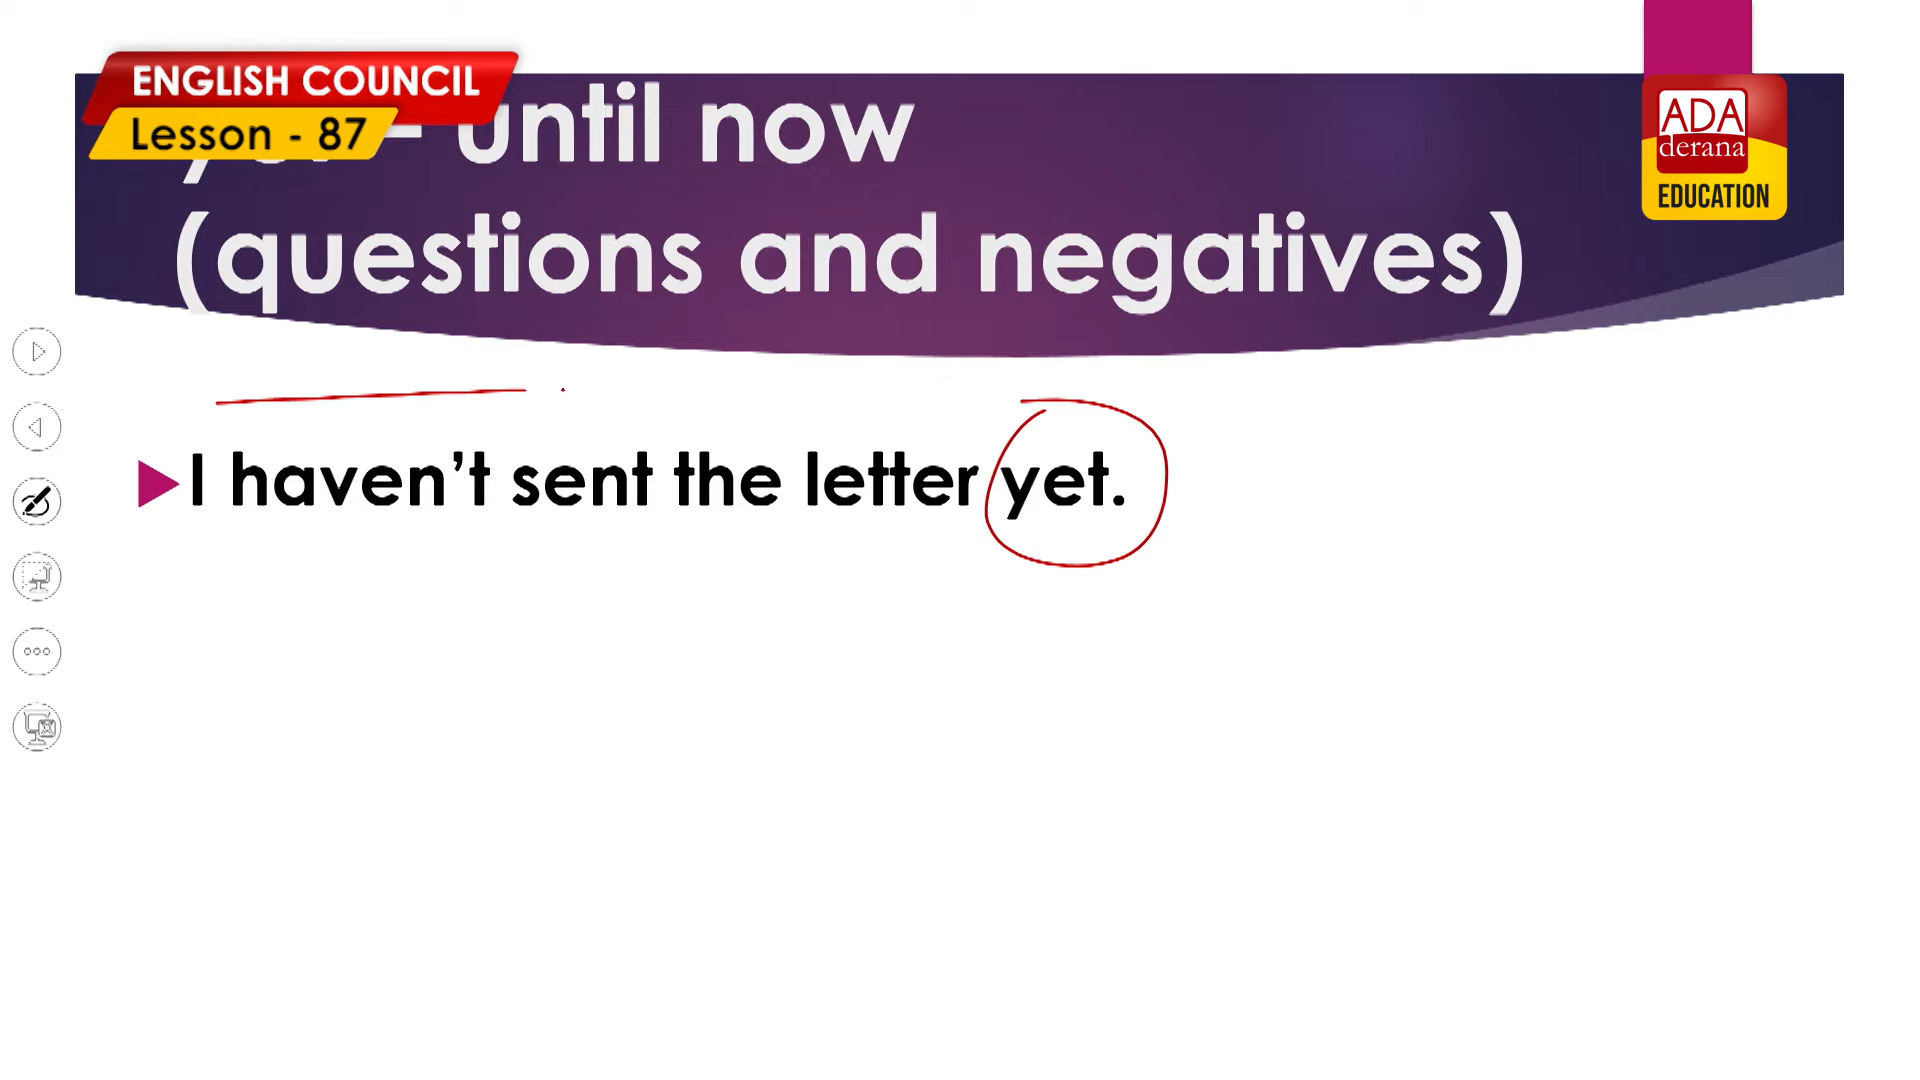 ENGLISH COUNCIL
Lesson - 87
– until now
(questions and negatives)
ADA
derana
EDUCATION
I haven’t sent the letter yet.